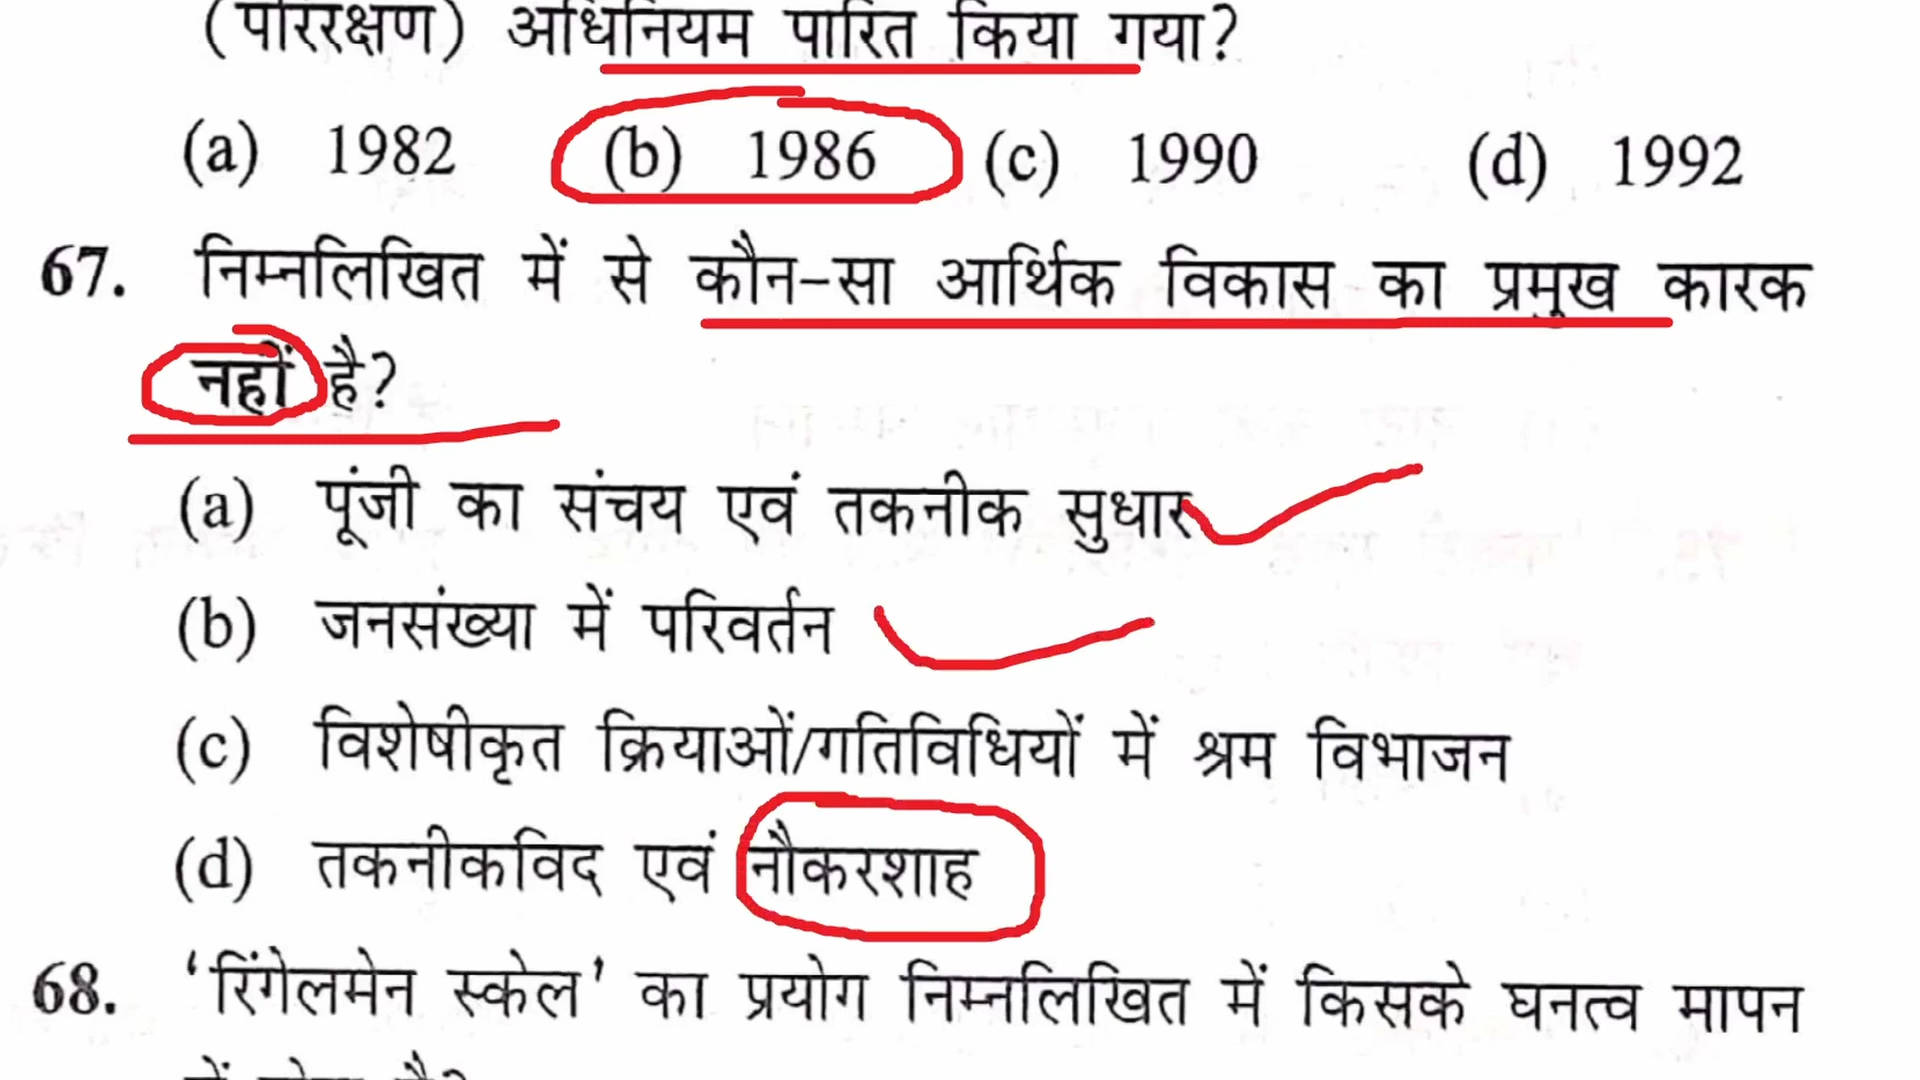 (परिरक्षण) अधिनियम पारित किया गया?
(a) 1982 (b) 1986 (c) 1990 (d) 1992
67. निम्नलिखित में से कौन-सा आर्थिक विकास का प्रमुख कारक
नहीं है?
(a) पूंजी का संचय एवं तकनीक सुधार
(b) जनसंख्या में परिवर्तन
(c) विशेषीकृत क्रियाओं/गतिविधियों में श्रम विभाजन
(d) तकनीकविद एवं नौकरशाह
68. 'रिंगेलमेन स्केल' का प्रयोग निम्नलिखित में किसके घनत्व मापन